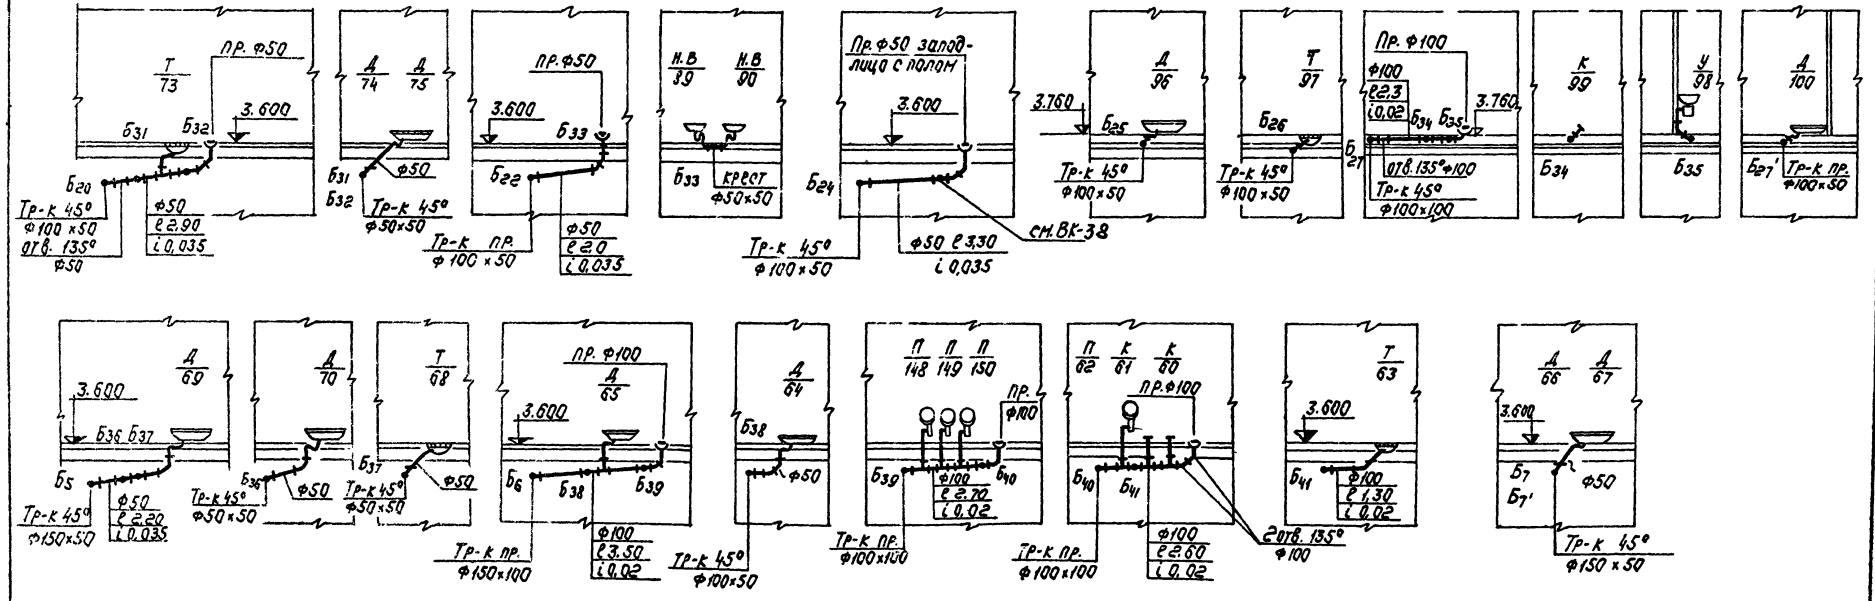 ПР. Ф50
Т
73
3.600
Б31
Б32
Б20
Тр-к 45°
Ф100×50
отв. 135°
Ф50
Ф50
ℓ2.90
i 0,035
Д
74
Д
75
Б31
Б32
Ф50
Тр-к 45°
Ф50×50
ПР. Ф50
3.600
Б33
Б22
Тр-к пр.
Ф100×50
Ф50
ℓ2.0
i 0,035
Н.В
89
Н.В
90
Б33
крест
Ф50×50
Пр. Ф50 запод-
лицо с полом
3.600
Б24
Тр-к 45°
Ф100×50
Ф50 ℓ3,30
i 0,035
см. ВК-38
3.760
Д
96
Б25
Тр-к 45°
Ф100×50
Т
97
Б26
Тр-к 45°
Ф100×50
Пр. Ф100
Ф100
ℓ2,3
i 0,02
Б34
Б35
3.760
Б27
отв. 135° Ф100
Тр-к 45°
Ф100×100
К
99
Б34
У
98
Б35
Д
100
Б27'
Тр-к пр.
Ф100×50
Д
69
3.600
Б36 Б37
Б5
Тр-к 45°
Ф150×50
Ф50
ℓ2.20
i 0,035
Д
70
Б36
Тр-к 45°
Ф50×50
Ф50
Т
68
Б37
Тр-к 45°
Ф50×50
Ф50
ПР. Ф100
Д
65
3.600
Б6
Б38
Б39
Тр-к пр.
Ф150×100
Ф100
ℓ3.50
i 0,02
Д
64
Б38
Ф50
Тр-к 45°
Ф100×50
П
148
П
149
П
150
ПР.
Ф100
Б39
Б40
Ф100
ℓ2.70
i 0,02
Тр-к пр.
Ф100×100
П
62
К
61
К
60
ПР. Ф100
Б40
Б41
Тр-к пр.
Ф100×100
Ф100
ℓ2.60
i 0,02
2 отв. 135°
Ф100
Т
63
3.600
Б41
Ф100
ℓ1,30
i 0,02
Д
66
Д
67
3.600
Б7
Б7'
Ф50
Тр-к 45°
Ф150×50